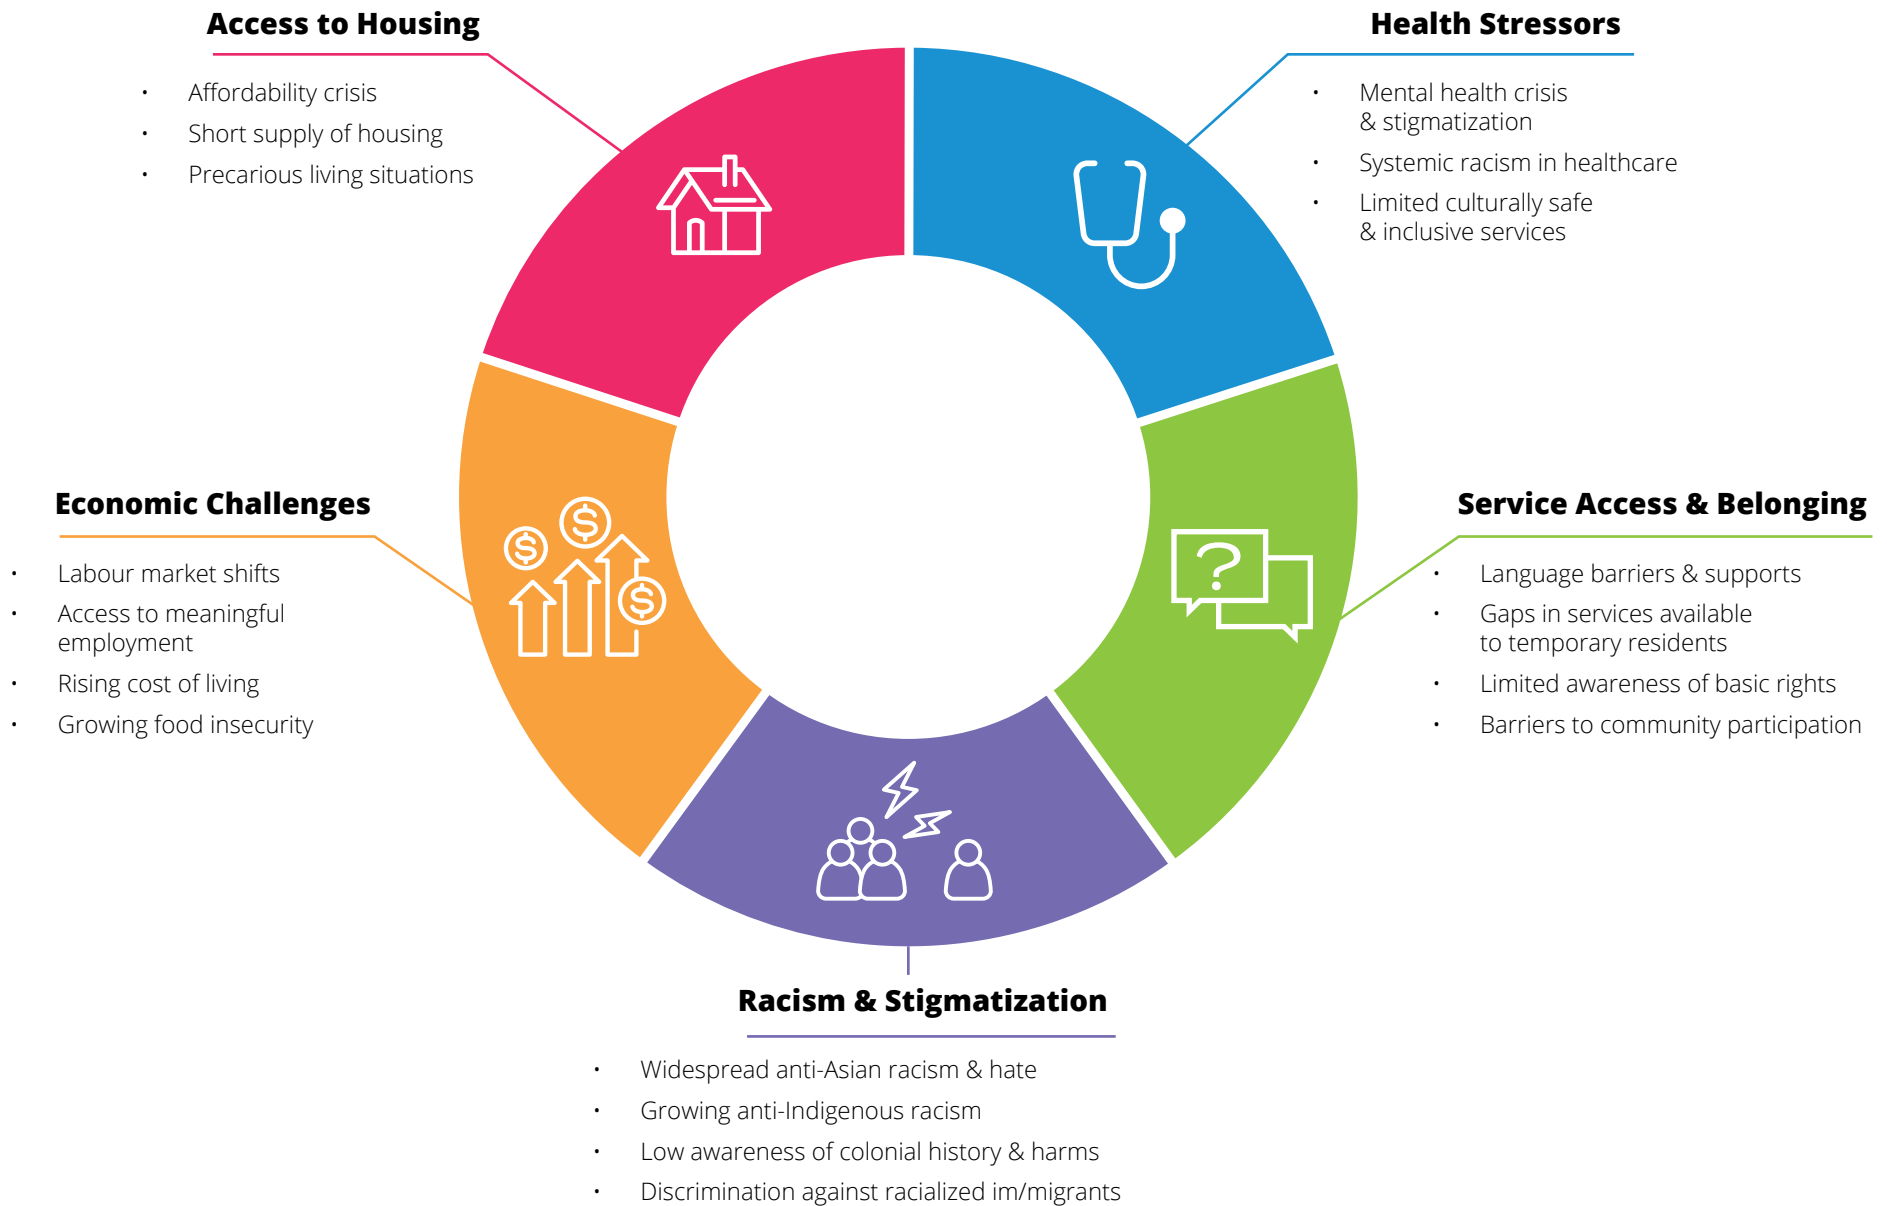 Access to Housing
• Affordability crisis
• Short supply of housing
• Precarious living situations
Health Stressors
• Mental health crisis
& stigmatization
• Systemic racism in healthcare
• Limited culturally safe
& inclusive services
Economic Challenges
• Labour market shifts
• Access to meaningful
employment
• Rising cost of living
• Growing food insecurity
$
$
$
?
Service Access & Belonging
• Language barriers & supports
• Gaps in services available
to temporary residents
• Limited awareness of basic rights
• Barriers to community participation
Racism & Stigmatization
• Widespread anti-Asian racism & hate
• Growing anti-Indigenous racism
• Low awareness of colonial history & harms
• Discrimination against racialized im/migrants